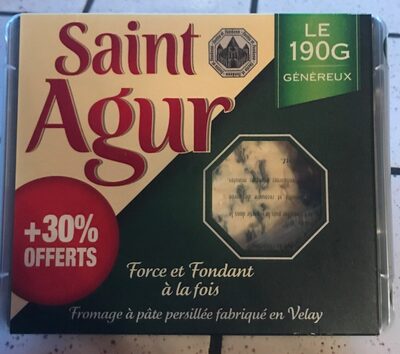 Saint
Agur
LE
190G
GÉNÉREUX
+30%
OFFERTS
Force et Fondant
à la fois
Fromage à pâte persillée fabriqué en Velay